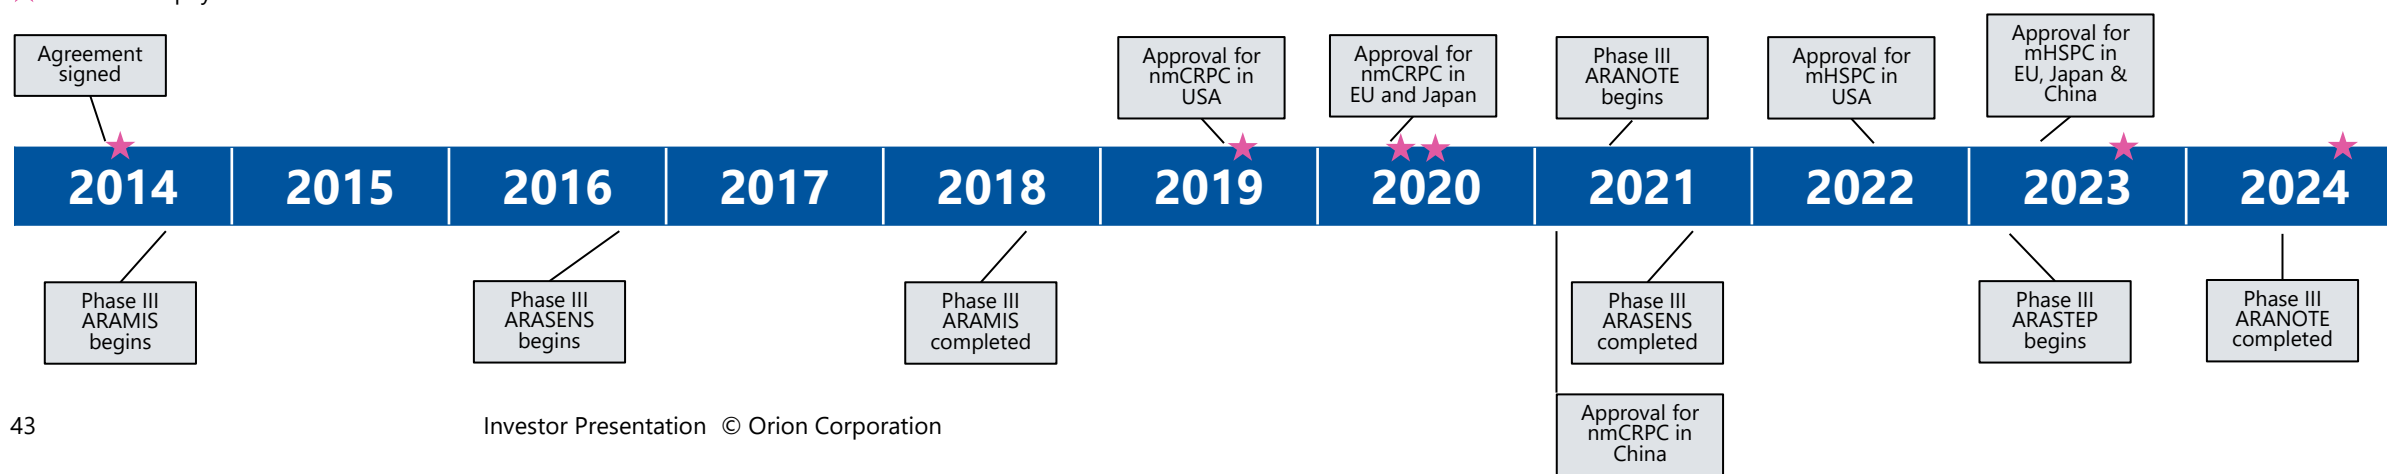 Agreement
signed
Approval for
nmCRPC in
USA
Approval for
nmCRPC in
EU and Japan
Phase III
ARANOTE
begins
Approval for
mHSPC in
USA
Approval for
mHSPC in
EU, Japan &
China
2014
2015
2016
2017
2018
2019
2020
2021
2022
2023
2024
Phase III
ARAMIS
begins
Phase III
ARASENS
begins
Phase III
ARAMIS
completed
Phase III
ARASENS
completed
Phase III
ARASTEP
begins
Phase III
ARANOTE
completed
Approval for
nmCRPC in
China
43
Investor Presentation © Orion Corporation